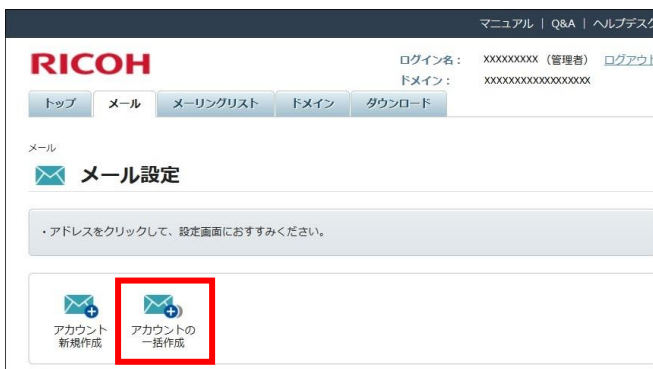 マニュアル | Q&A | ヘルプデスク
RICOH
ログイン名： XXXXXXXXX （管理者） ログアウト
ドメイン： XXXXXXXXXXXXXXXXXX
トップ メール メーリングリスト ドメイン ダウンロード
メール
メール設定
・アドレスをクリックして、設定画面におすすみください。
アカウント
新規作成
アカウントの
一括作成